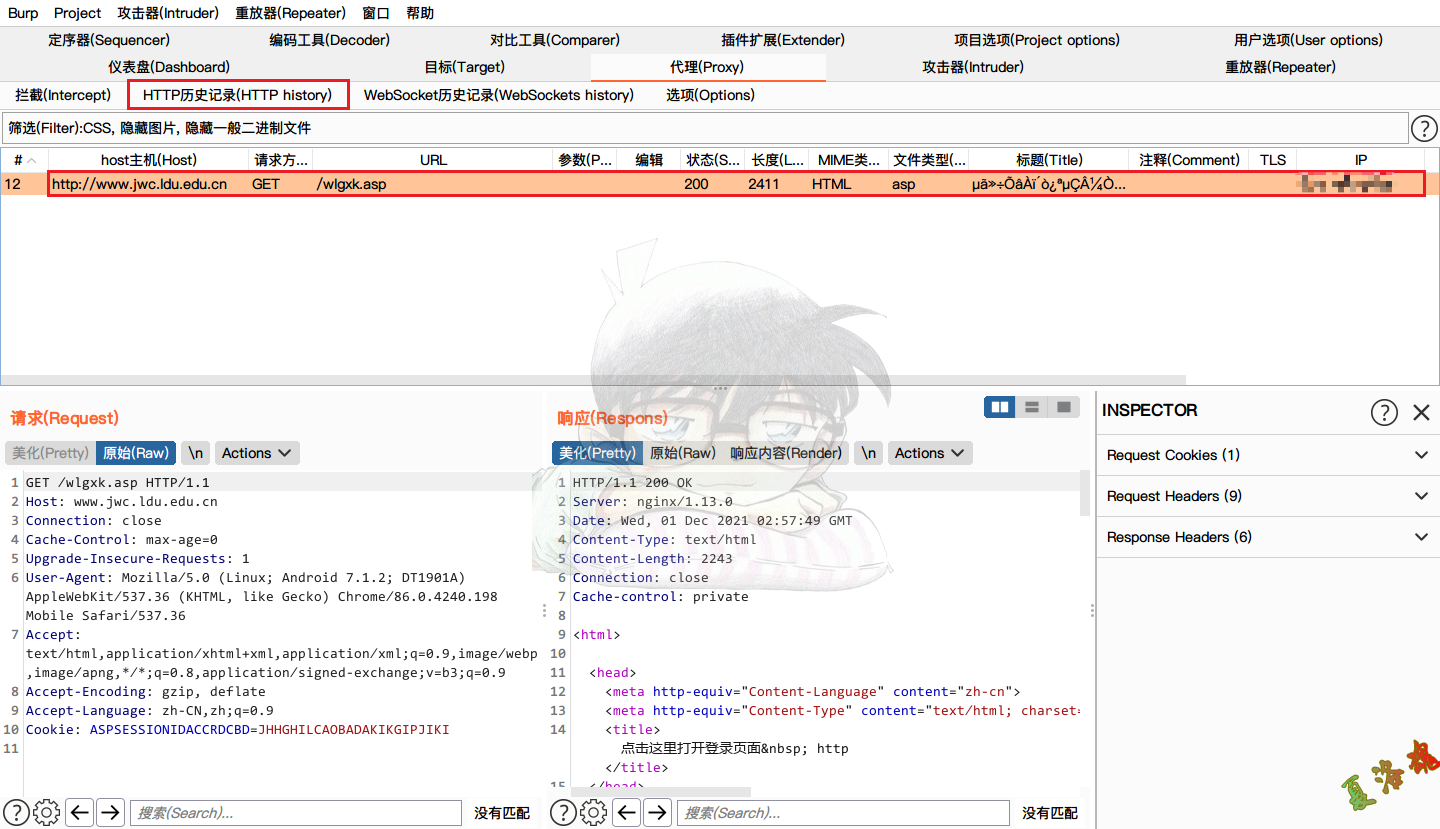 Burp Project 攻击器(Intruder) 重放器(Repeater) 窗口 帮助
定序器(Sequencer) 编码工具(Decoder) 对比工具(Comparer) 插件扩展(Extender) 项目选项(Project options) 用户选项(User options)
仪表盘(Dashboard) 目标(Target) 代理(Proxy) 攻击器(Intruder) 重放器(Repeater)
拦截(Intercept) HTTP历史记录(HTTP history) WebSocket历史记录(WebSockets history) 选项(Options)
筛选(Filter):CSS, 隐藏图片, 隐藏一般二进制文件
# host主机(Host) 请求方... URL 参数(P... 编辑 状态(S... 长度(L... MIME类... 文件类型(... 标题(Title) 注释(Comment) TLS IP
12 http://www.jwc.ldu.edu.cn GET /wlgxk.asp 200 2411 HTML asp µã»÷ÕâÀï´ò¿ªµÇÂ¼Ò...
请求(Request)
美化(Pretty) 原始(Raw) \n Actions
1 GET /wlgxk.asp HTTP/1.1
2 Host: www.jwc.ldu.edu.cn
3 Connection: close
4 Cache-Control: max-age=0
5 Upgrade-Insecure-Requests: 1
6 User-Agent: Mozilla/5.0 (Linux; Android 7.1.2; DT1901A)
AppleWebKit/537.36 (KHTML, like Gecko) Chrome/86.0.4240.198
Mobile Safari/537.36
7 Accept:
text/html,application/xhtml+xml,application/xml;q=0.9,image/webp
,image/apng,*/*;q=0.8,application/signed-exchange;v=b3;q=0.9
8 Accept-Encoding: gzip, deflate
9 Accept-Language: zh-CN,zh;q=0.9
10 Cookie: ASPSESSIONIDACCRDCBD=JHHGHILCAOBADAKIKGIPJIKI
11
搜索(Search)... 没有匹配
响应(Respons)
美化(Pretty) 原始(Raw) 响应内容(Render) \n Actions
1 HTTP/1.1 200 OK
2 Server: nginx/1.13.0
3 Date: Wed, 01 Dec 2021 02:57:49 GMT
4 Content-Type: text/html
5 Content-Length: 2243
6 Connection: close
7 Cache-control: private
8
9 <html>
10
11 <head>
12 <meta http-equiv="Content-Language" content="zh-cn">
13 <meta http-equiv="Content-Type" content="text/html; charset=
14 <title>
点击这里打开登录页面&nbsp; http
</title>
15 </head>
搜索(Search)... 没有匹配
INSPECTOR
Request Cookies (1)
Request Headers (9)
Response Headers (6)